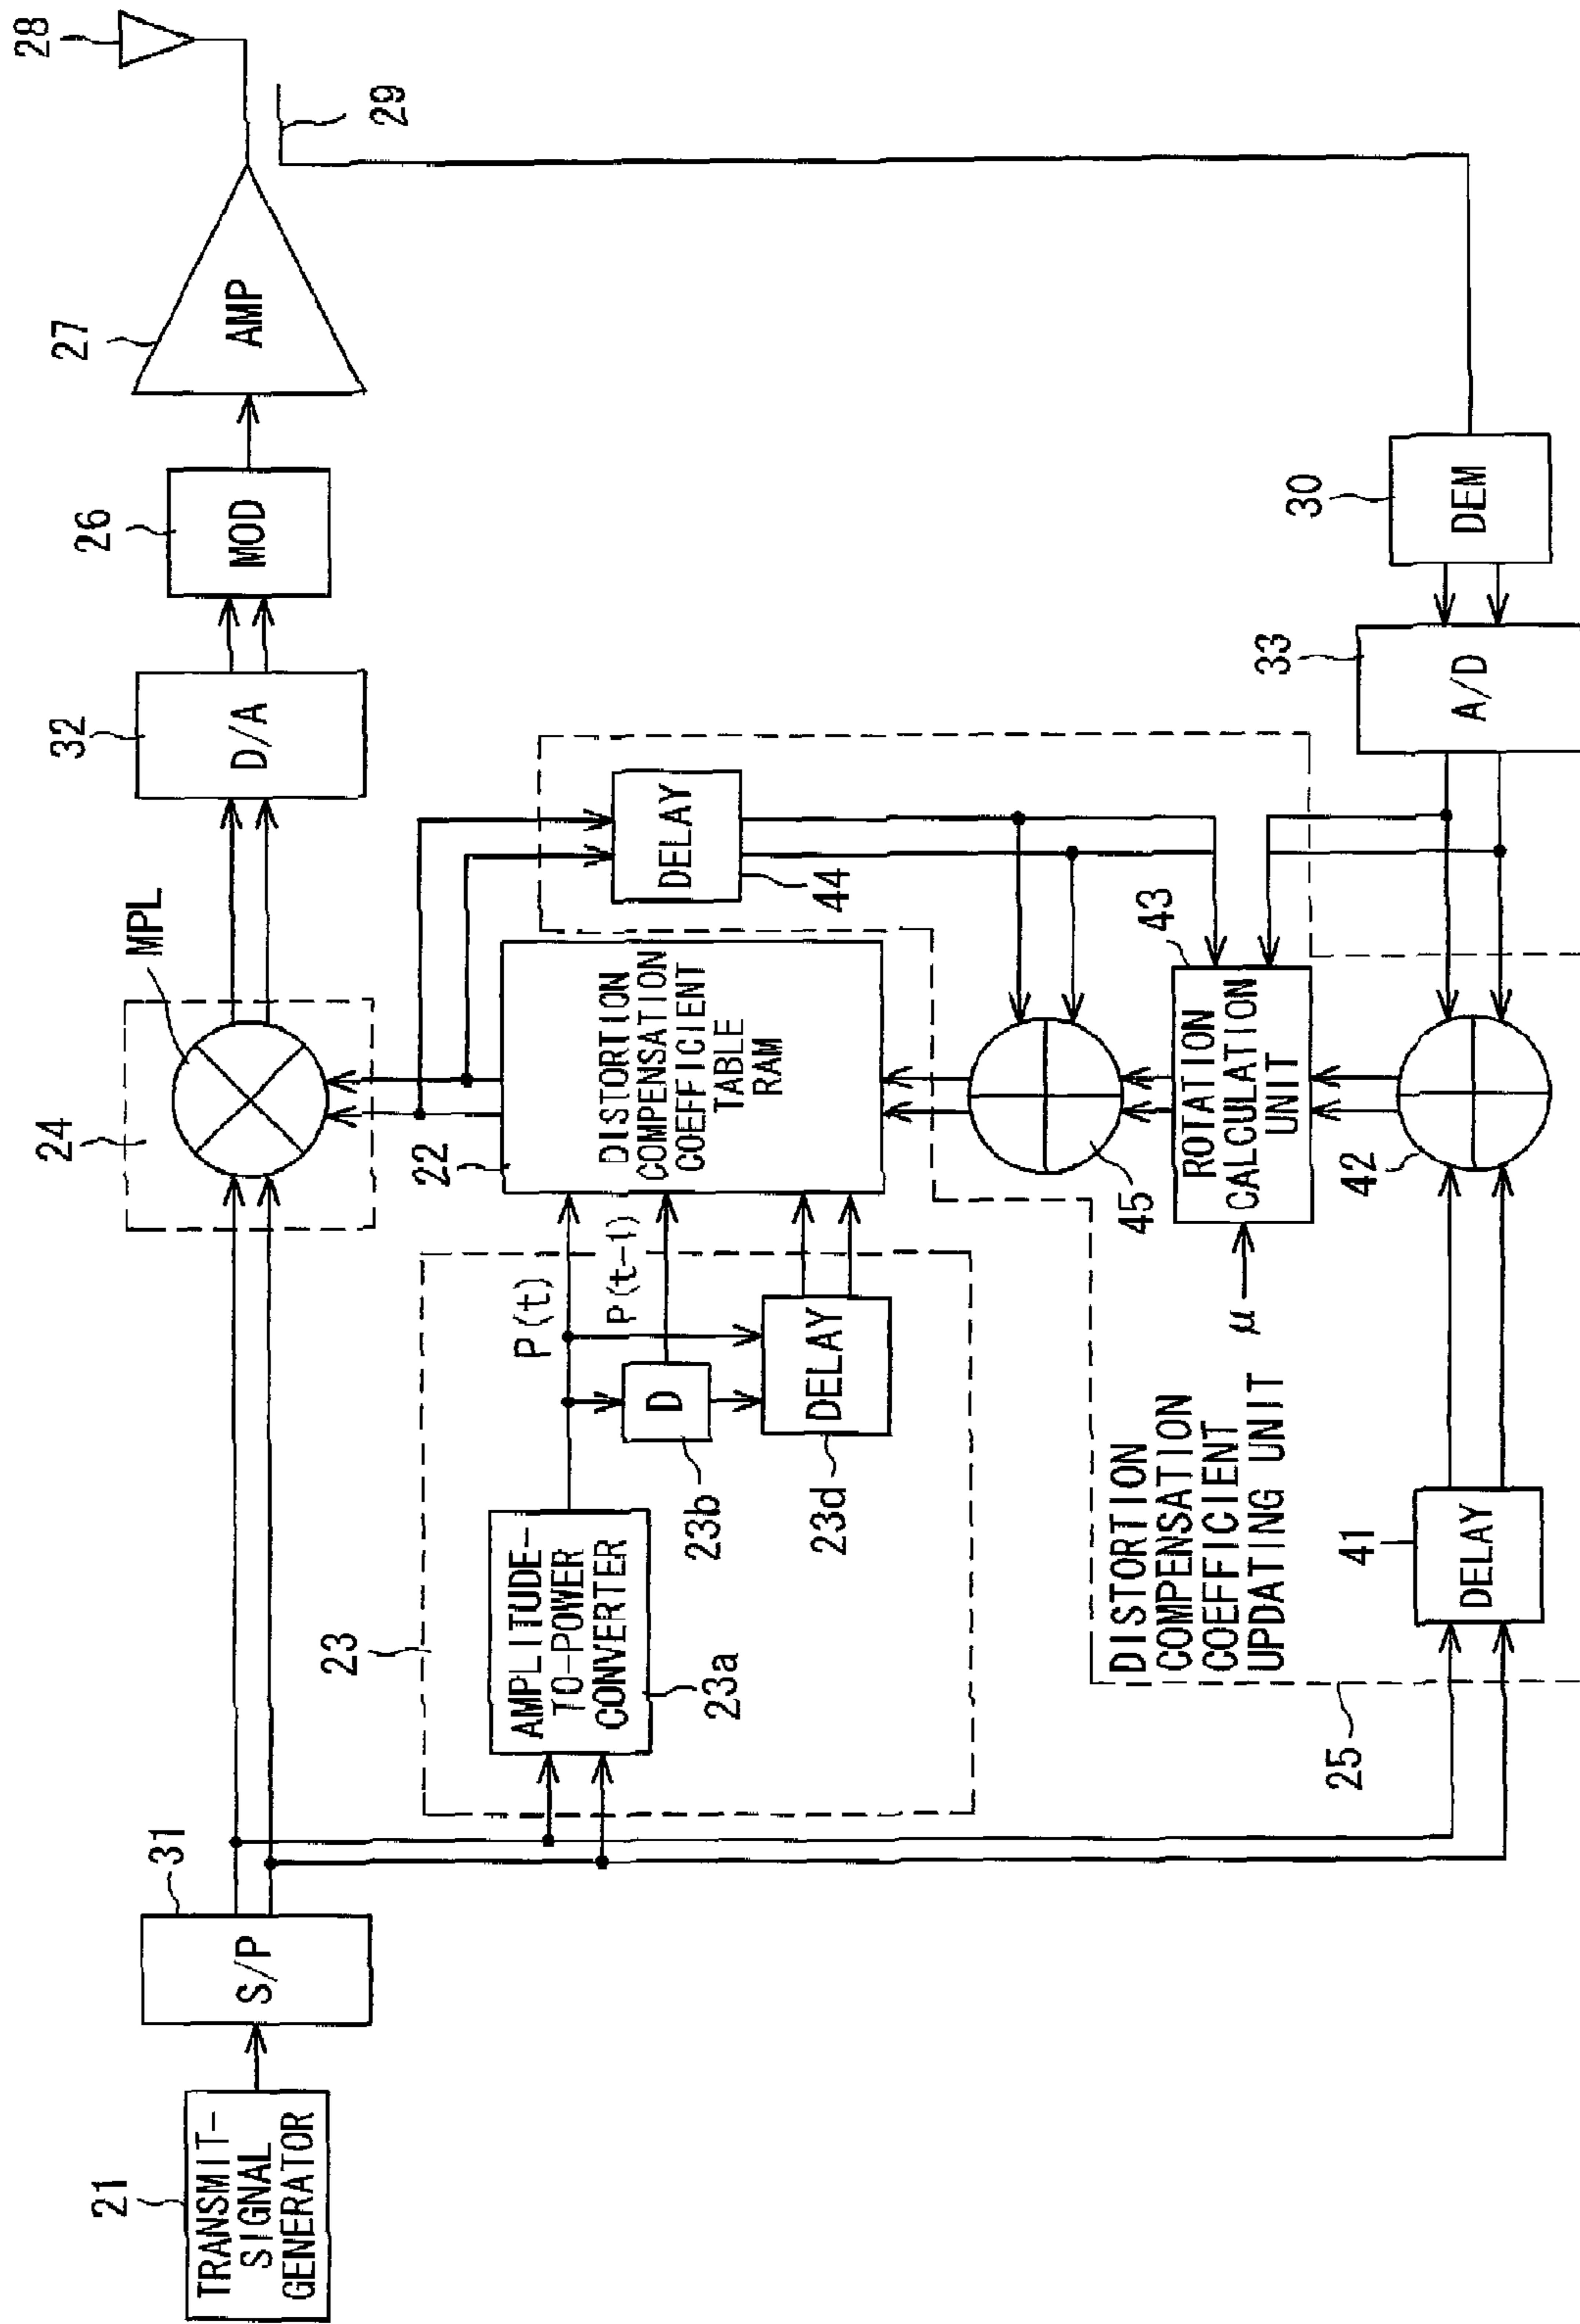 21
TRANSMIT-
SIGNAL
GENERATOR
31
S/P
24
MPL
32
D/A
26
MOD
27
AMP
28
29
23
AMPLITUDE-
TO-POWER
CONVERTER
23a
P(t)
P(t-1)
D
23b
DELAY
23d
22
DISTORTION
COMPENSATION
COEFFICIENT
TABLE
RAM
DELAY
44
45
43
ROTATION
CALCULATION
UNIT
μ
42
DISTORTION
COMPENSATION
COEFFICIENT
UPDATING UNIT
25
41
DELAY
33
A/D
30
DEM